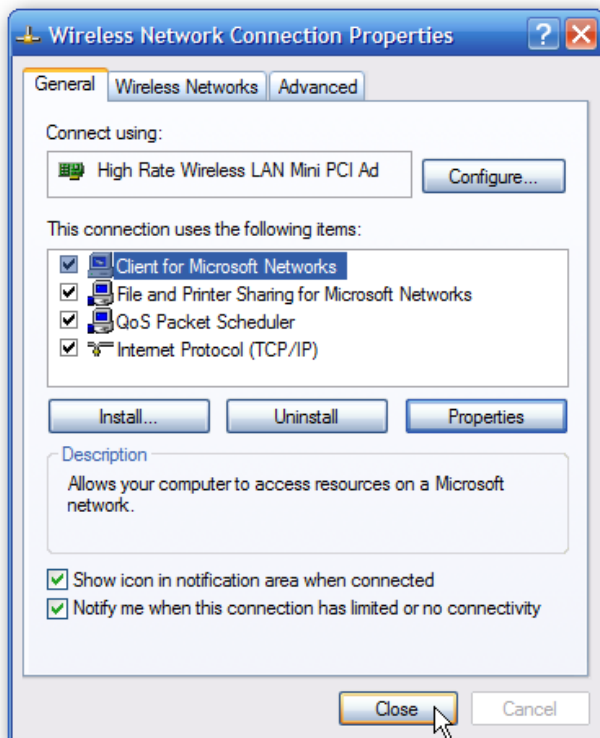 Wireless Network Connection Properties
General
Wireless Networks
Advanced
Connect using:
High Rate Wireless LAN Mini PCI Ad
Configure...
This connection uses the following items:
Client for Microsoft Networks
File and Printer Sharing for Microsoft Networks
QoS Packet Scheduler
Internet Protocol (TCP/IP)
Install...
Uninstall
Properties
Description
Allows your computer to access resources on a Microsoft
network.
Show icon in notification area when connected
Notify me when this connection has limited or no connectivity
Close
Cancel